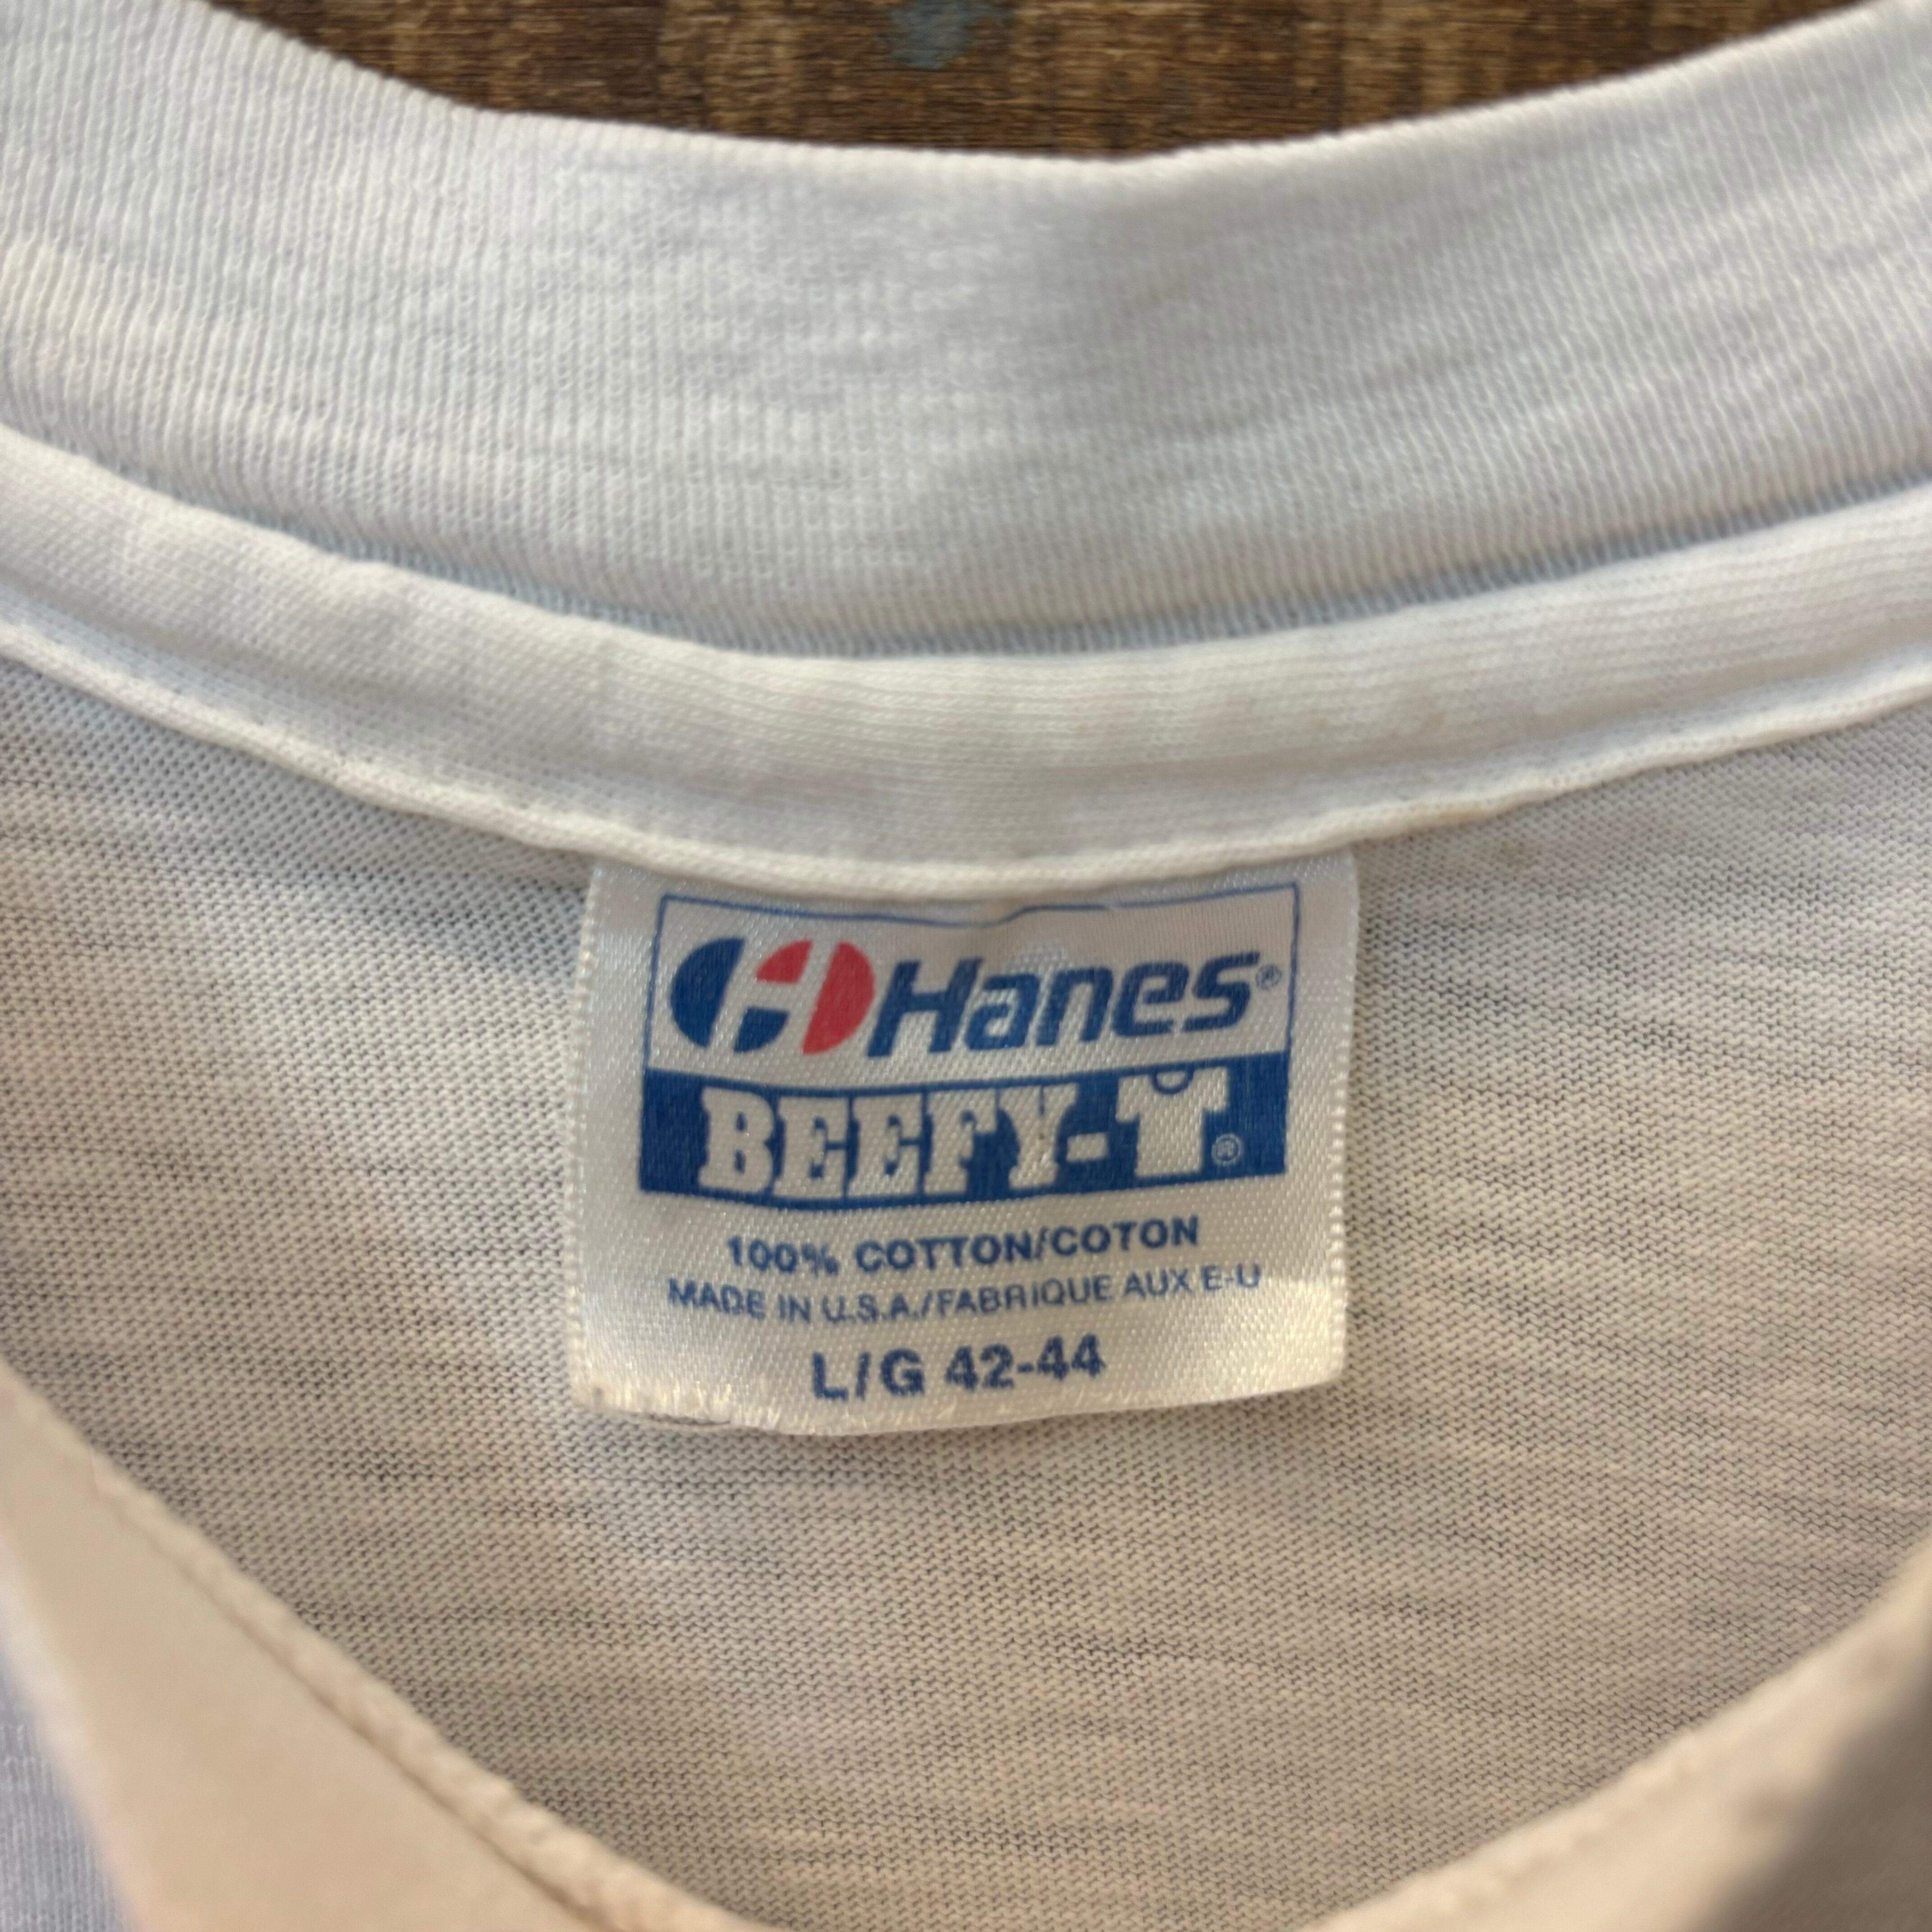 Hanes®
BEEFY-T®
100% COTTON/COTON
MADE IN U.S.A./FABRIQUE AUX E-U
L/G 42-44